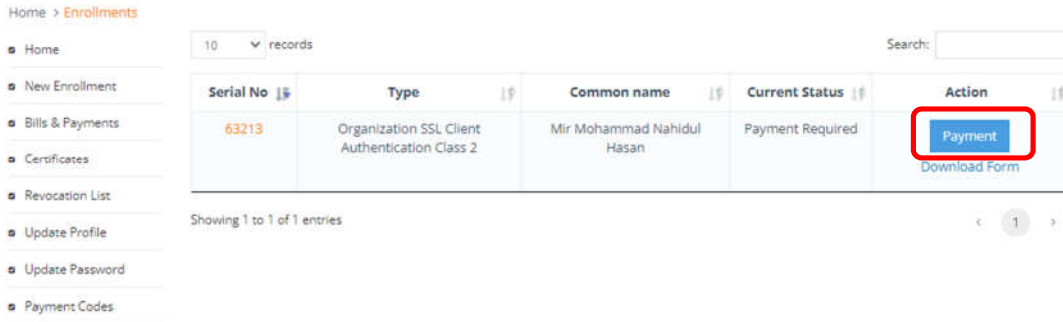 Home > Enrollments
Home
New Enrollment
Bills & Payments
Certificates
Revocation List
Update Profile
Update Password
Payment Codes
10 records
Search:
Serial No Type Common name Current Status Action
63213 Organization SSL Client Authentication Class 2 Mir Mohammad Nahidul Hasan Payment Required Payment
Download Form
Showing 1 to 1 of 1 entries
< 1 >